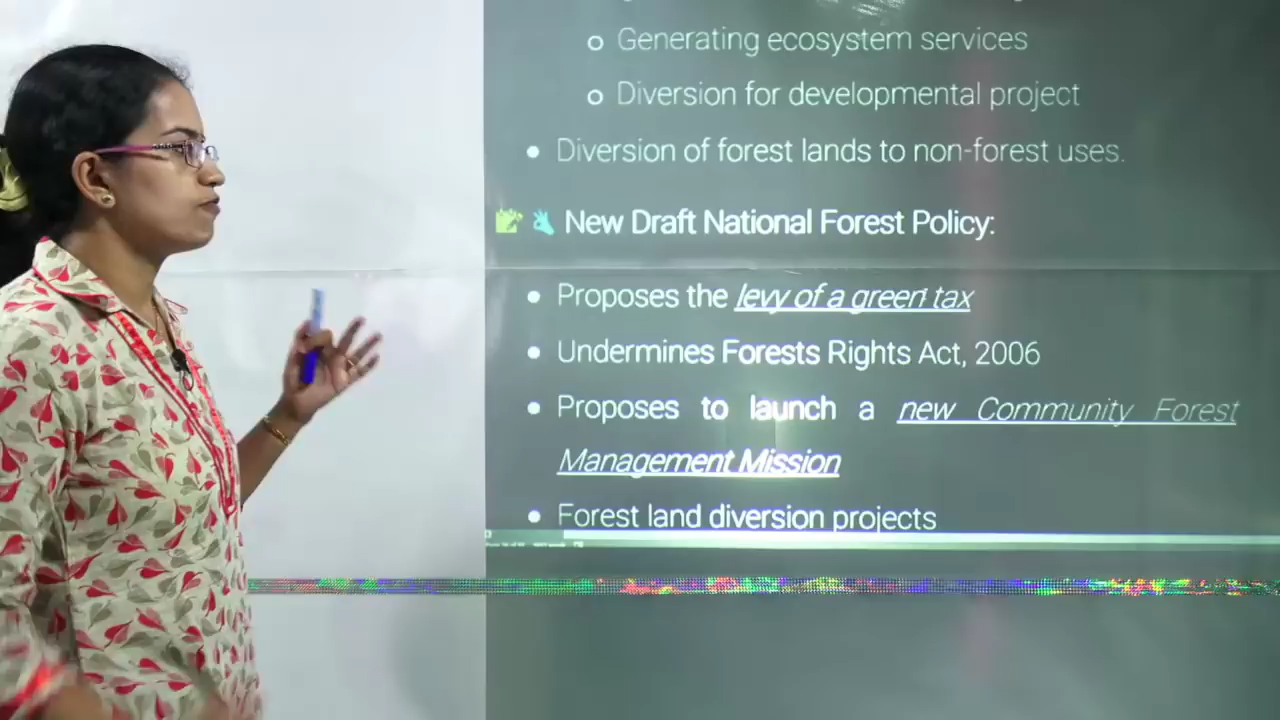 Generating ecosystem services
Diversion for developmental project
Diversion of forest lands to non-forest uses.
New Draft National Forest Policy:
Proposes the levy of a green tax
Undermines Forests Rights Act, 2006
Proposes to launch a new Community Forest
Management Mission
Forest land diversion projects